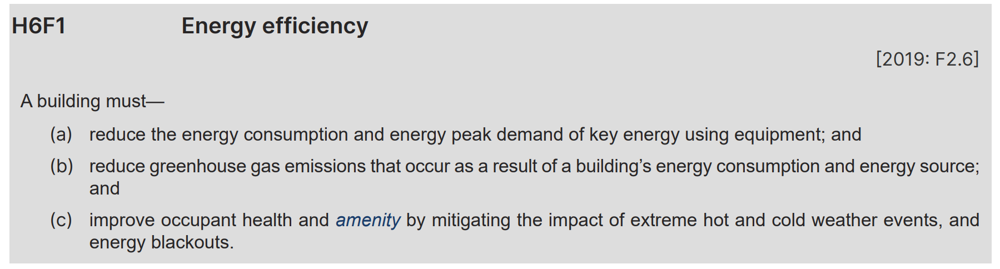 H6F1 Energy efficiency
[2019: F2.6]
A building must—
(a) reduce the energy consumption and energy peak demand of key energy using equipment; and
(b) reduce greenhouse gas emissions that occur as a result of a building’s energy consumption and energy source;
and
(c) improve occupant health and amenity by mitigating the impact of extreme hot and cold weather events, and
energy blackouts.